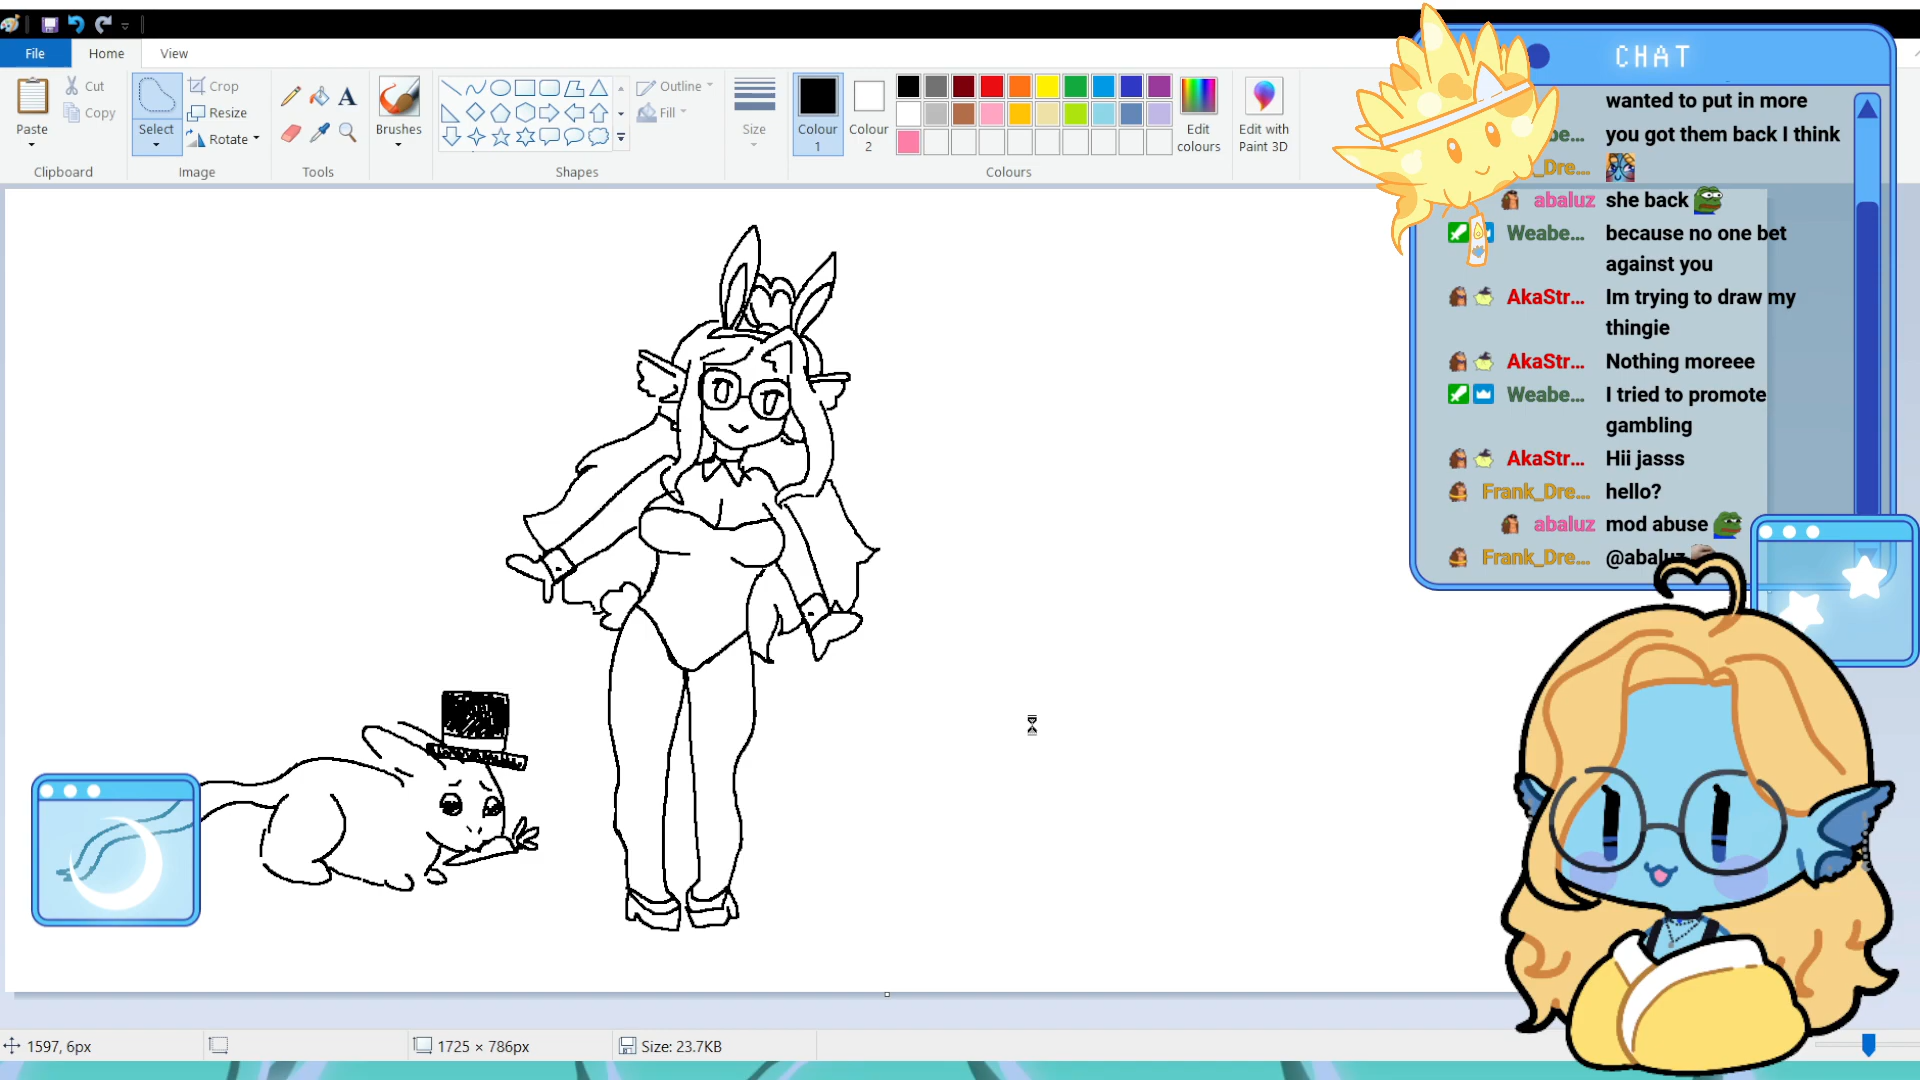 File
Home
View
Paste
Cut
Copy
Clipboard
Select
Crop
Resize
Rotate
Image
Tools
Brushes
Shapes
Outline
Fill
Size
Colour
1
Colour
2
Edit
colours
Colours
Edit with
Paint 3D
CHAT
wanted to put in more
you got them back I think
_Dre...
abaluz she back
Weabe... because no one bet
against you
AkaStr... Im trying to draw my
thingie
AkaStr... Nothing moreee
Weabe... I tried to promote
gambling
AkaStr... Hii jasss
Frank_Dre... hello?
abaluz mod abuse
Frank_Dre... @abaluz
1597, 6px
1725 × 786px
Size: 23.7KB